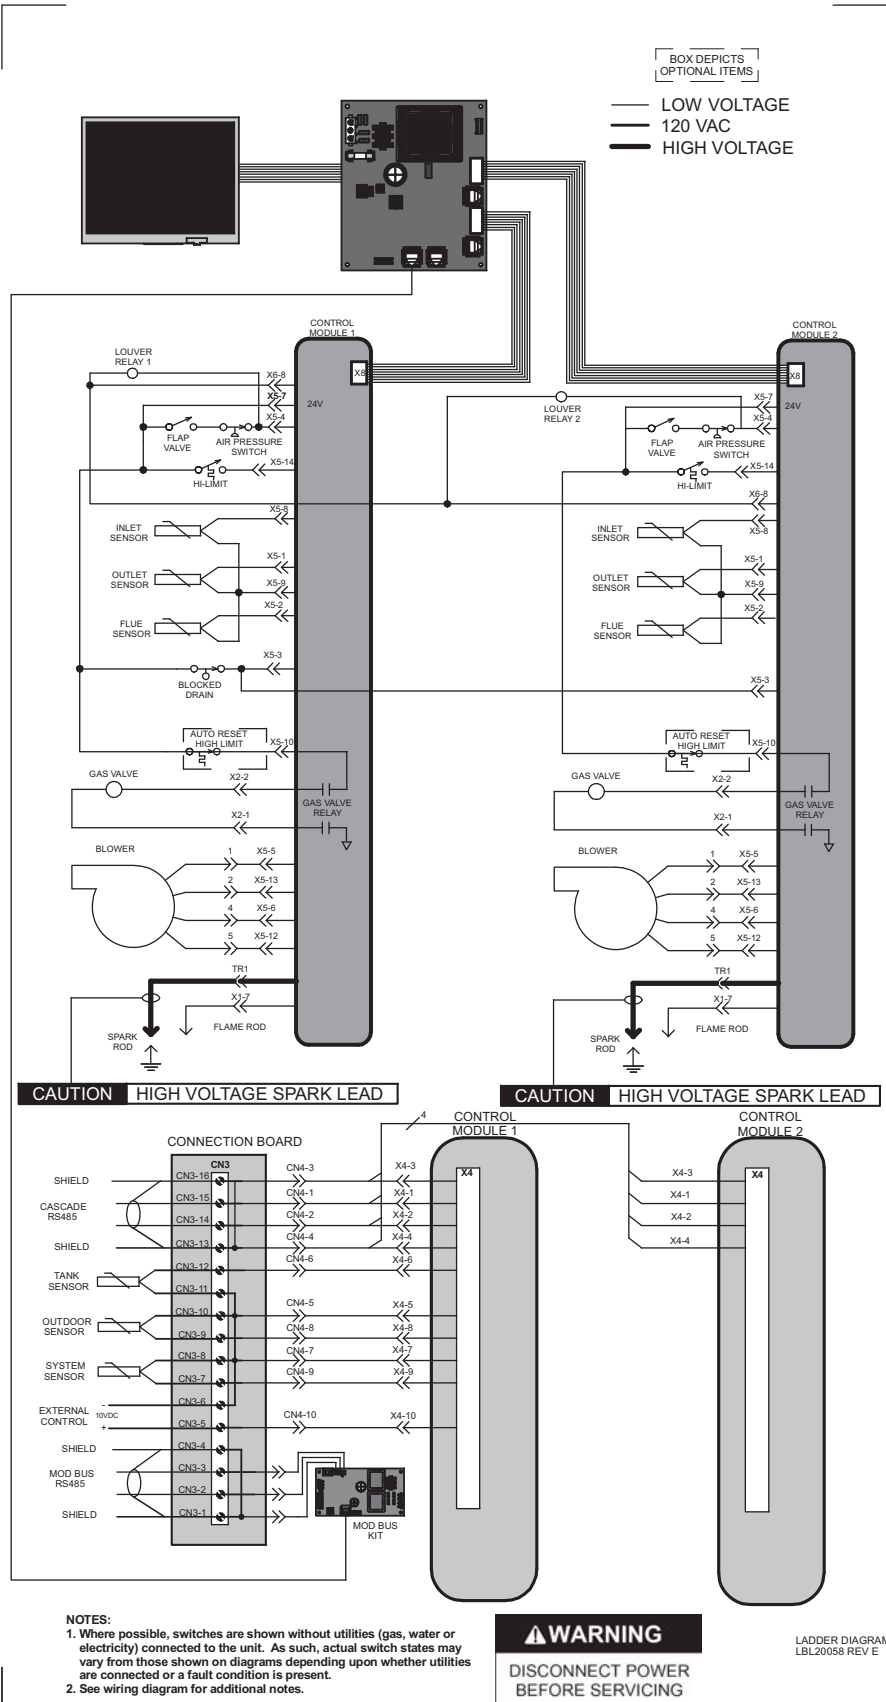 BOX DEPICTS
OPTIONAL ITEMS
LOW VOLTAGE
120 VAC
HIGH VOLTAGE
CONTROL
MODULE 1
LOUVER
RELAY 1
X6-8
X8
X5-7
24V
X5-4
FLAP
VALVE
AIR PRESSURE
SWITCH
X5-14
HI-LIMIT
X5-8
INLET
SENSOR
X5-1
OUTLET
SENSOR
X5-9
X5-2
FLUE
SENSOR
X5-3
BLOCKED
DRAIN
AUTO RESET
HIGH LIMIT
X5-10
GAS VALVE
X2-2
GAS VALVE
RELAY
X2-1
BLOWER
1 X5-5
2 X5-13
4 X5-6
5 X5-12
TR1
X1-7
FLAME ROD
SPARK
ROD
CAUTION HIGH VOLTAGE SPARK LEAD
CONTROL
MODULE 2
X8
X5-7
24V
LOUVER
RELAY 2
X5-4
FLAP
VALVE
AIR PRESSURE
SWITCH
X5-14
HI-LIMIT
X6-8
INLET
SENSOR
X5-8
X5-1
OUTLET
SENSOR
X5-9
X5-2
FLUE
SENSOR
X5-3
AUTO RESET
HIGH LIMIT
X5-10
GAS VALVE
X2-2
GAS VALVE
RELAY
X2-1
BLOWER
1 X5-5
2 X5-13
4 X5-6
5 X5-12
TR1
X1-7
FLAME ROD
SPARK
ROD
CAUTION HIGH VOLTAGE SPARK LEAD
4
CONTROL
MODULE 1
CONTROL
MODULE 2
CONNECTION BOARD
CN3
X4
X4
SHIELD CN3-16 CN4-3 X4-3 X4-3
CASCADE
RS485
CN3-15 CN4-1 X4-1 X4-1
CN3-14 CN4-2 X4-2 X4-2
SHIELD CN3-13 CN4-4 X4-4 X4-4
CN3-12 CN4-6 X4-6
TANK
SENSOR
CN3-11
CN3-10 CN4-5 X4-5
OUTDOOR
SENSOR
CN3-9 CN4-8 X4-8
CN3-8 CN4-7 X4-7
SYSTEM
SENSOR
CN3-7 CN4-9 X4-9
- CN3-6
EXTERNAL
CONTROL
10VDC
+ CN3-5 CN4-10 X4-10
SHIELD CN3-4
MOD BUS
RS485
CN3-3
CN3-2
SHIELD CN3-1
MOD BUS
KIT
NOTES:
1. Where possible, switches are shown without utilities (gas, water or
electricity) connected to the unit. As such, actual switch states may
vary from those shown on diagrams depending upon whether utilities
are connected or a fault condition is present.
2. See wiring diagram for additional notes.
WARNING
DISCONNECT POWER
BEFORE SERVICING
LADDER DIAGRAM
LBL20058 REV E